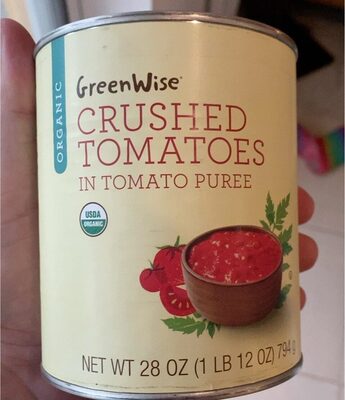 ORGANIC
GreenWise
CRUSHED
TOMATOES
IN TOMATO PUREE
USDA
ORGANIC
NET WT 28 OZ (1 LB 12 OZ) 794 g